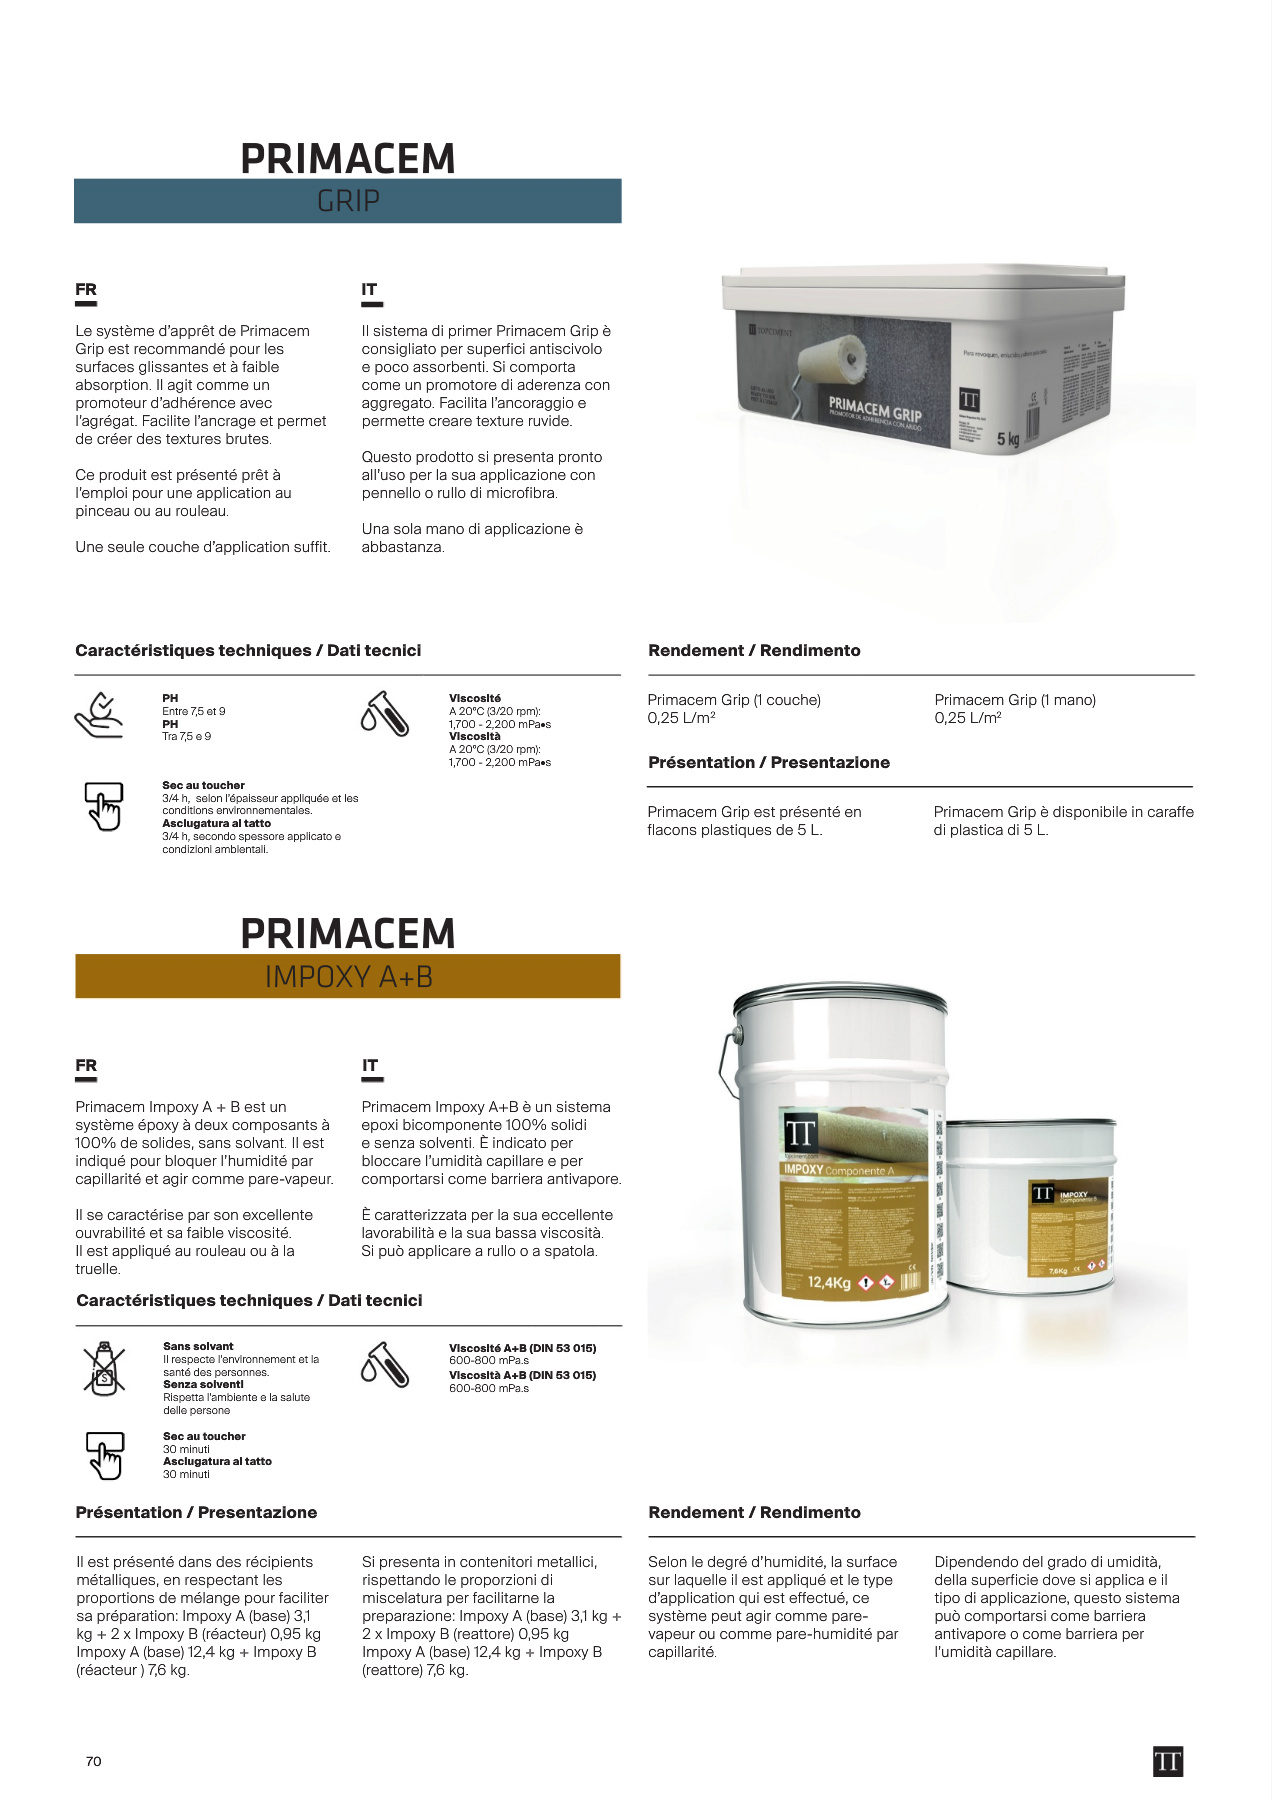 PRIMACEM
GRIP
FR
Le système d’apprêt de Primacem
Grip est recommandé pour les
surfaces glissantes et à faible
absorption. Il agit comme un
promoteur d’adhérence avec
l’agrégat. Facilite l’ancrage et permet
de créer des textures brutes.
Ce produit est présenté prêt à
l’emploi pour une application au
pinceau ou au rouleau.
Une seule couche d’application suffit.
IT
Il sistema di primer Primacem Grip è
consigliato per superfici antiscivolo
e poco assorbenti. Si comporta
come un promotore di aderenza con
aggregato. Facilita l’ancoraggio e
permette creare texture ruvide.
Questo prodotto si presenta pronto
all’uso per la sua applicazione con
pennello o rullo di microfibra.
Una sola mano di applicazione è
abbastanza.
TT TOPCIMENT
PRIMACEM GRIP
PROMOTOR DE ADHERENCIA CON ÁRIDO
TT
5 kg
Caractéristiques techniques / Dati tecnici
PH
Entre 7,5 et 9
PH
Tra 7,5 e 9
Viscosité
A 20°C (3/20 rpm):
1,700 - 2,200 mPa•s
Viscosità
A 20°C (3/20 rpm):
1,700 - 2,200 mPa•s
Sec au toucher
3/4 h, selon l’épaisseur appliquée et les
conditions environnementales.
Asciugatura al tatto
3/4 h, secondo spessore applicato e
condizioni ambientali.
Rendement / Rendimento
Primacem Grip (1 couche)
0,25 L/m²
Primacem Grip (1 mano)
0,25 L/m²
Présentation / Presentazione
Primacem Grip est présenté en
flacons plastiques de 5 L.
Primacem Grip è disponibile in caraffe
di plastica di 5 L.
PRIMACEM
IMPOXY A+B
FR
Primacem Impoxy A + B est un
système époxy à deux composants à
100% de solides, sans solvant. Il est
indiqué pour bloquer l’humidité par
capillarité et agir comme pare-vapeur.
Il se caractérise par son excellente
ouvrabilité et sa faible viscosité.
Il est appliqué au rouleau ou à la
truelle.
IT
Primacem Impoxy A+B è un sistema
epoxi bicomponente 100% solidi
e senza solventi. È indicato per
bloccare l’umidità capillare e per
comportarsi come barriera antivapore.
È caratterizzata per la sua eccellente
lavorabilità e la sua bassa viscosità.
Si può applicare a rullo o a spatola.
TT
IMPOXY Componente A
12,4Kg
TT
IMPOXY
Componente B
7,6Kg
Caractéristiques techniques / Dati tecnici
S
Sans solvant
Il respecte l’environnement et la
santé des personnes.
Senza solventi
Rispetta l’ambiente e la salute
delle persone
Viscosité A+B (DIN 53 015)
600-800 mPa.s
Viscosità A+B (DIN 53 015)
600-800 mPa.s
Sec au toucher
30 minuti
Asciugatura al tatto
30 minuti
Présentation / Presentazione
Il est présenté dans des récipients
métalliques, en respectant les
proportions de mélange pour faciliter
sa préparation: Impoxy A (base) 3,1
kg + 2 x Impoxy B (réacteur) 0,95 kg
Impoxy A (base) 12,4 kg + Impoxy B
(réacteur ) 7,6 kg.
Si presenta in contenitori metallici,
rispettando le proporzioni di
miscelatura per facilitarne la
preparazione: Impoxy A (base) 3,1 kg +
2 x Impoxy B (reattore) 0,95 kg
Impoxy A (base) 12,4 kg + Impoxy B
(reattore) 7,6 kg.
Rendement / Rendimento
Selon le degré d’humidité, la surface
sur laquelle il est appliqué et le type
d’application qui est effectué, ce
système peut agir comme pare-
vapeur ou comme pare-humidité par
capillarité.
Dipendendo del grado di umidità,
della superficie dove si applica e il
tipo di applicazione, questo sistema
può comportarsi come barriera
antivapore o come barriera per
l’umidità capillare.
70
TT